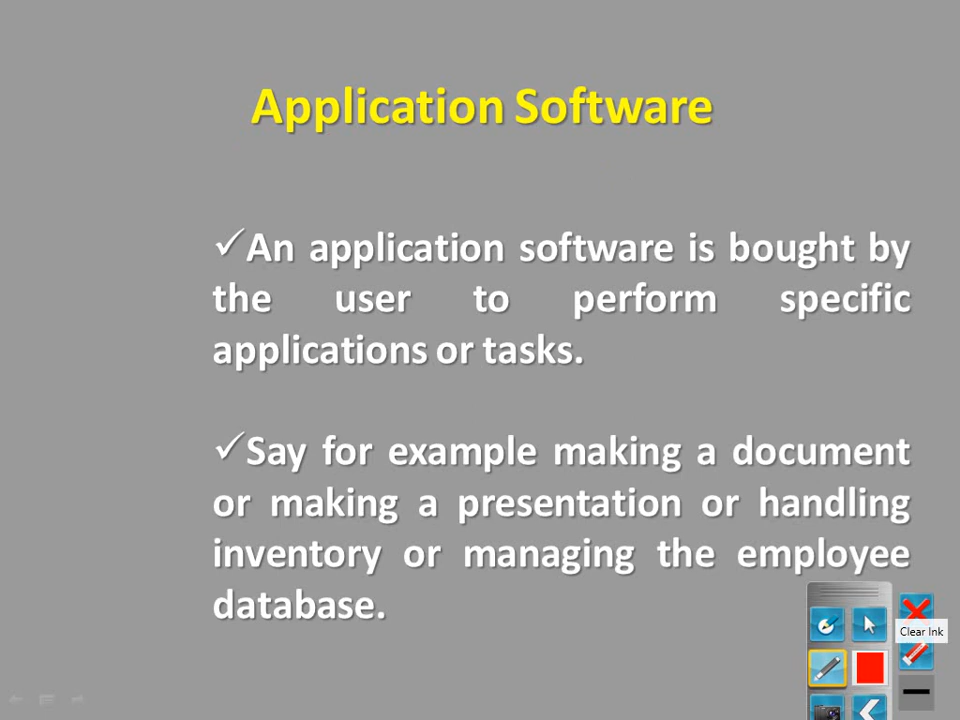 Application Software
✓An application software is bought by
the user to perform specific
applications or tasks.
✓Say for example making a document
or making a presentation or handling
inventory or managing the employee
database.
Clear Ink